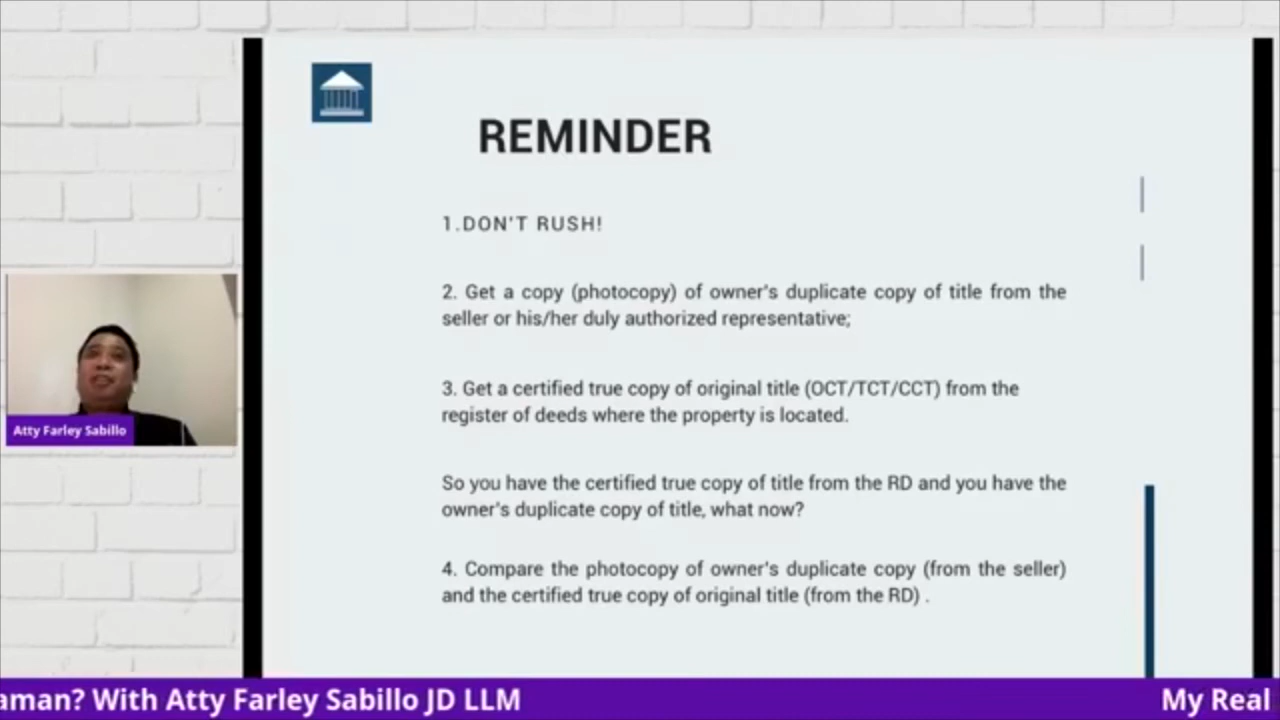 REMINDER
1.DON'T RUSH!
2. Get a copy (photocopy) of owner's duplicate copy of title from the
seller or his/her duly authorized representative;
3. Get a certified true copy of original title (OCT/TCT/CCT) from the
register of deeds where the property is located.
So you have the certified true copy of title from the RD and you have the
owner's duplicate copy of title, what now?
4. Compare the photocopy of owner's duplicate copy (from the seller)
and the certified true copy of original title (from the RD) .
Atty Farley Sabillo
aman? With Atty Farley Sabillo JD LLM My Real